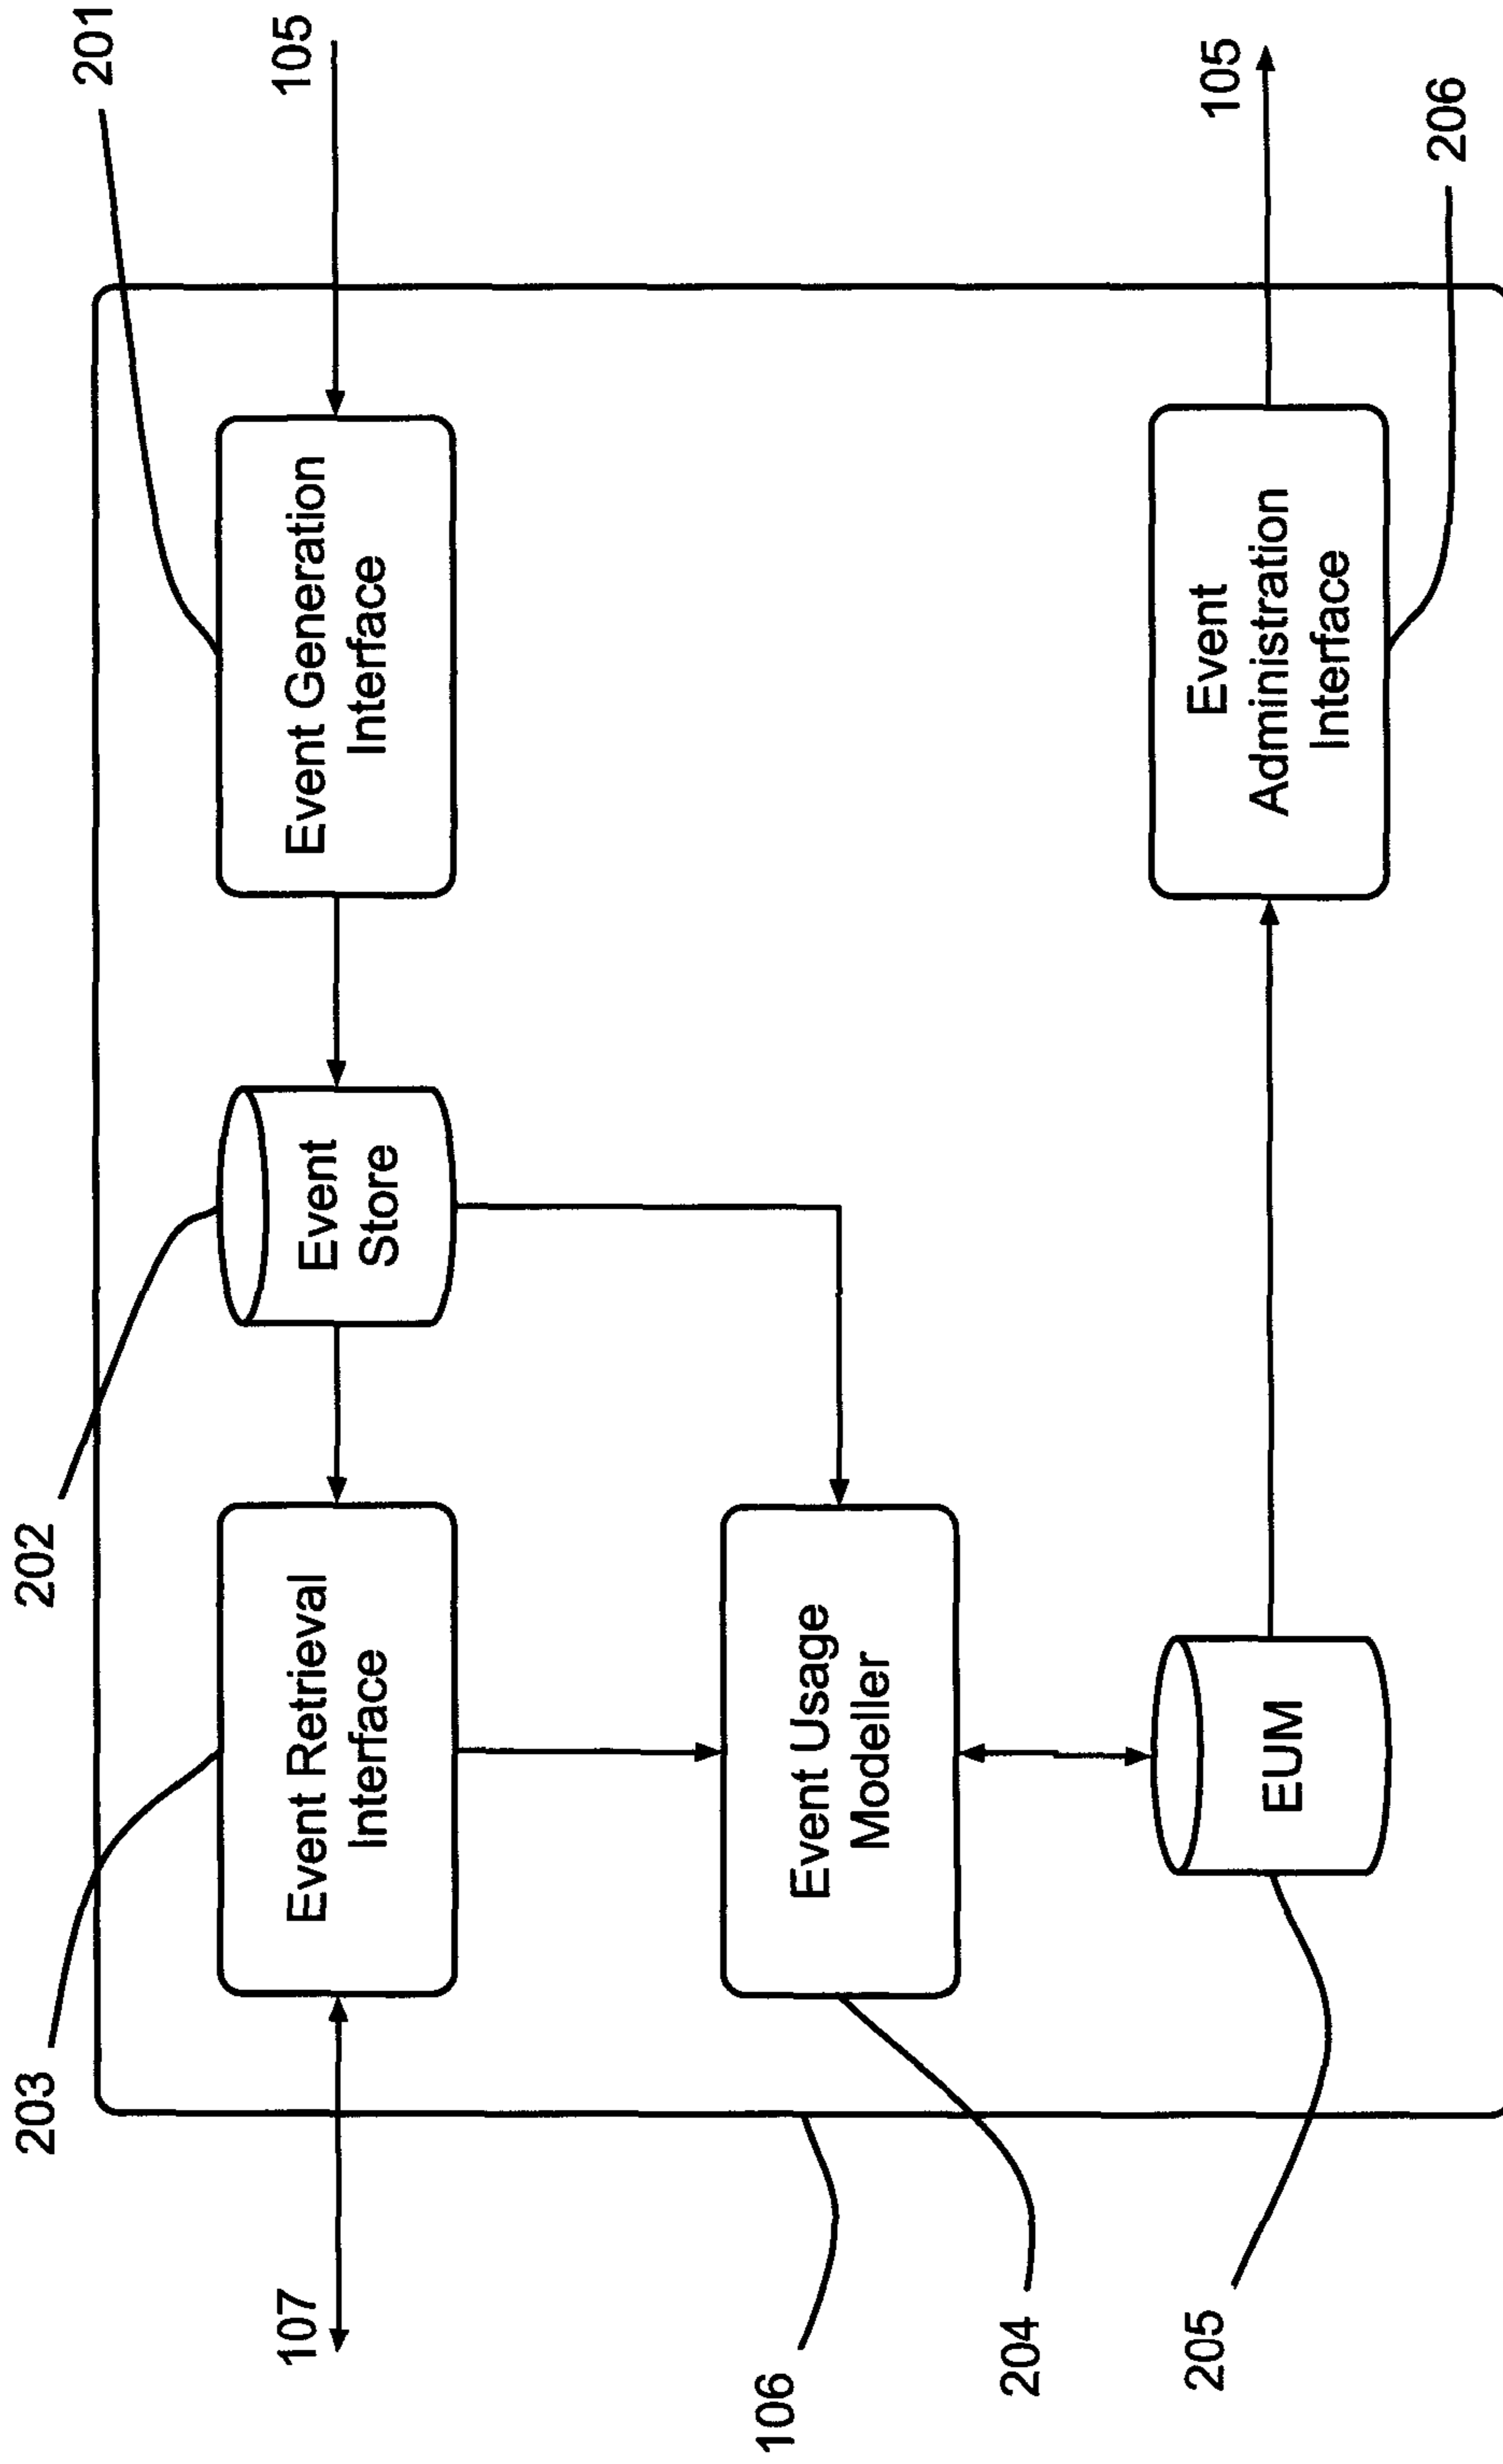 203
202
201
107
Event Retrieval
Interface
Event
Store
Event Generation
Interface
105
106
Event Usage
Modeller
204
205
EUM
Event
Administration
Interface
105
206